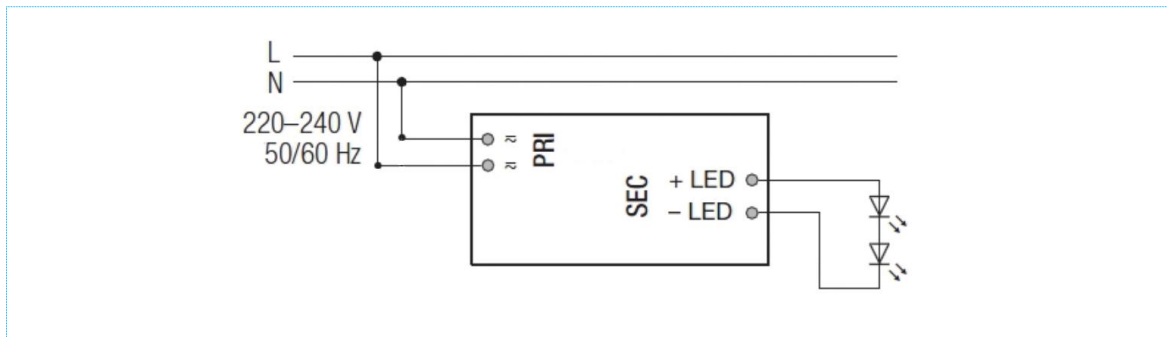 L
N
220–240 V
50/60 Hz
≂
≂
PRI
SEC
+ LED
– LED